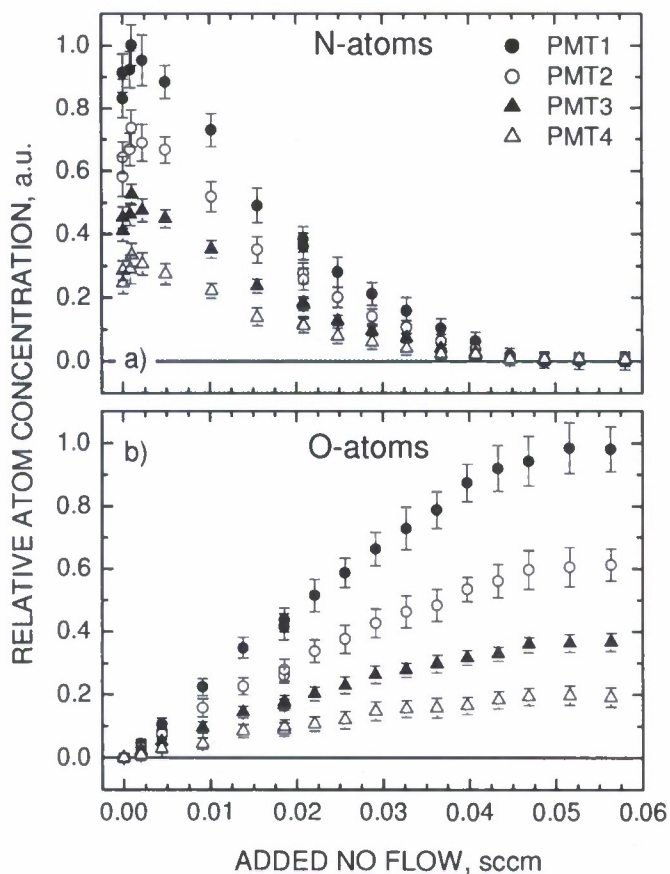 N-atoms
PMT1
PMT2
PMT3
PMT4
1.0
0.8
0.6
0.4
0.2
0.0
a)
RELATIVE ATOM CONCENTRATION, a.u.
b)
O-atoms
1.0
0.8
0.6
0.4
0.2
0.0
0.00 0.01 0.02 0.03 0.04 0.05 0.06
ADDED NO FLOW, sccm